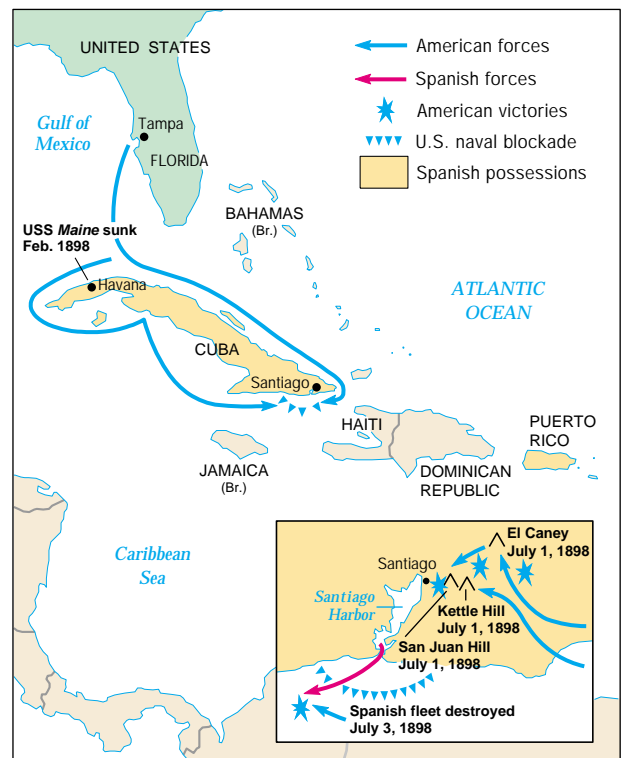 UNITED STATES
American forces
Spanish forces
American victories
U.S. naval blockade
Spanish possessions
Gulf of
Mexico
Tampa
FLORIDA
BAHAMAS
(Br.)
USS Maine sunk
Feb. 1898
Havana
ATLANTIC
OCEAN
CUBA
Santiago
HAITI
PUERTO
RICO
JAMAICA
(Br.)
DOMINICAN
REPUBLIC
Caribbean
Sea
El Caney
July 1, 1898
Santiago
Santiago
Harbor
Kettle Hill
July 1, 1898
San Juan Hill
July 1, 1898
Spanish fleet destroyed
July 3, 1898